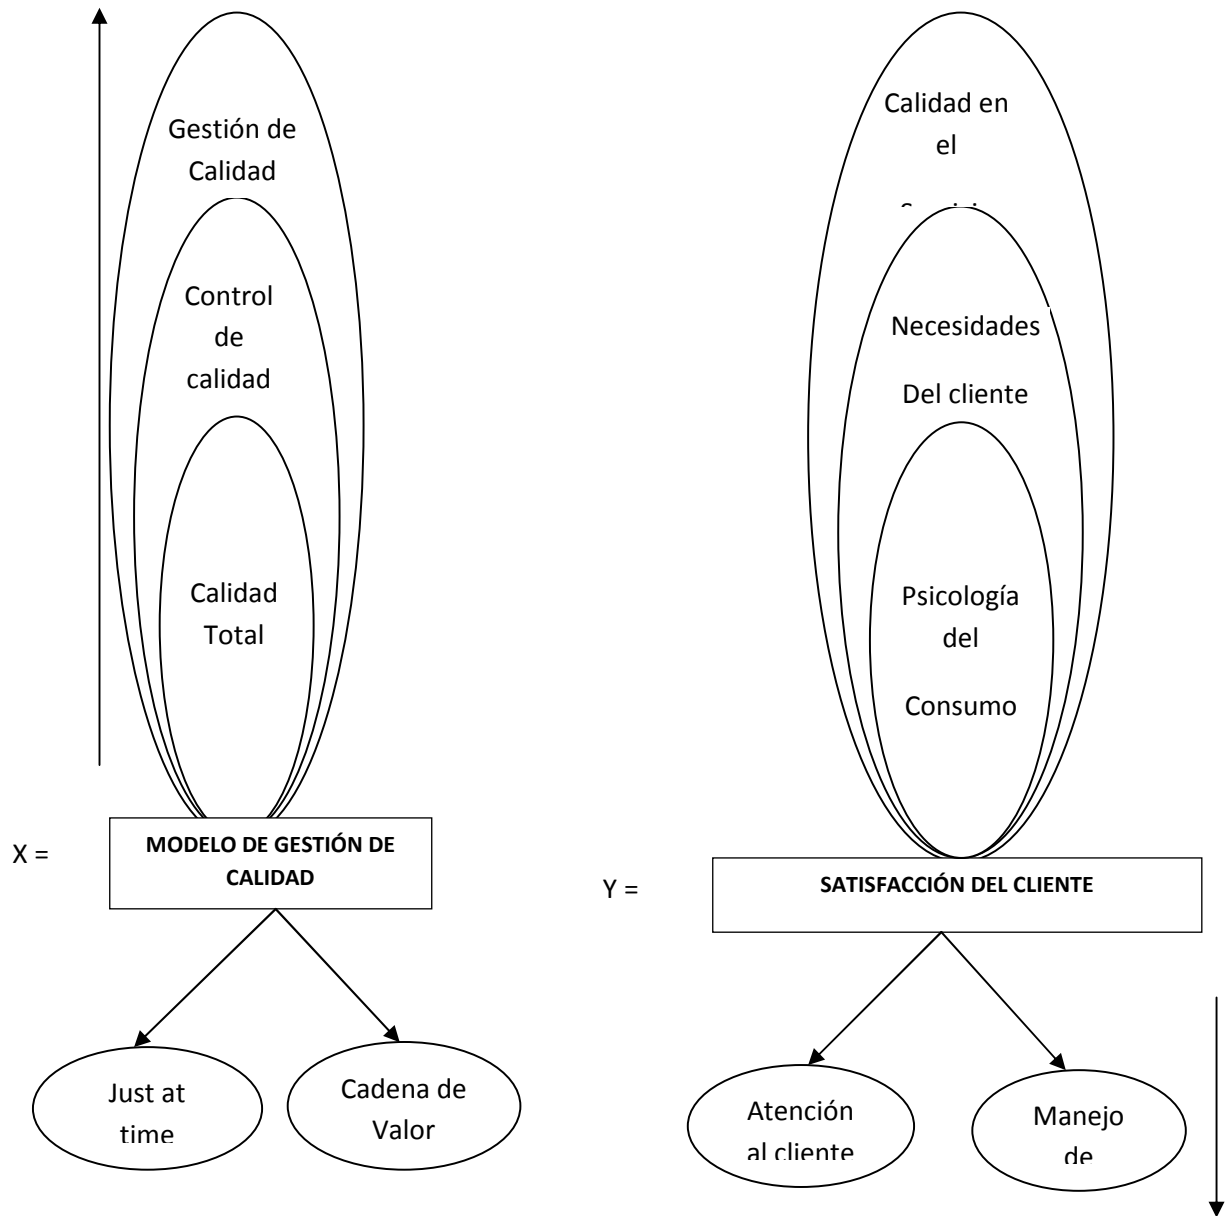 Gestión de
Calidad
Control
de
calidad
Calidad
Total
X =
MODELO DE GESTIÓN DE
CALIDAD
Just at
time
Cadena de
Valor
Calidad en
el
Necesidades
Del cliente
Psicología
del
Consumo
Y =
SATISFACCIÓN DEL CLIENTE
Atención
al cliente
Manejo
de